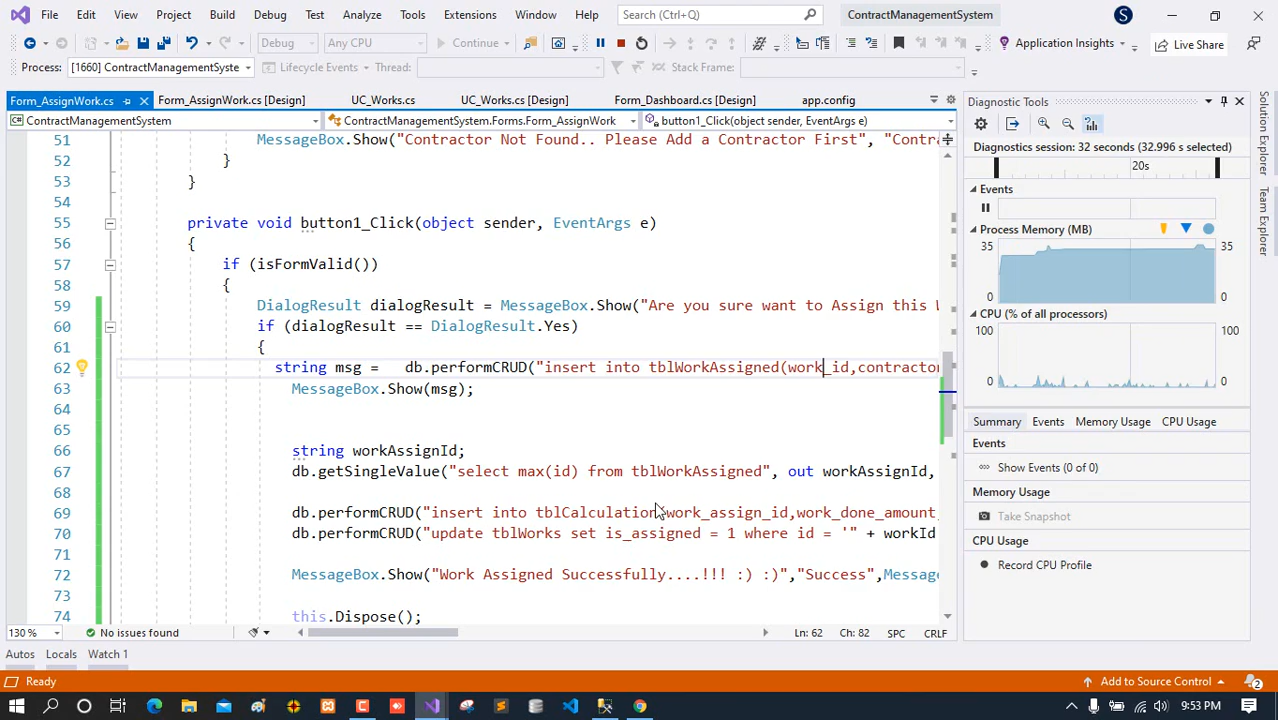 File Edit View Project Build Debug Test Analyze Tools Extensions Window Help Search (Ctrl+Q) ContractManagementSystem S
Debug Any CPU Continue Application Insights Live Share
Process: [1660] ContractManagementSyste Lifecycle Events Thread: Stack Frame:
Form_AssignWork.cs Form_AssignWork.cs [Design] UC_Works.cs UC_Works.cs [Design] Form_Dashboard.cs [Design] app.config
ContractManagementSystem ContractManagementSystem.Forms.Form_AssignWork button1_Click(object sender, EventArgs e)
51 MessageBox.Show("Contractor Not Found.. Please Add a Contractor First", "Contra
52 }
53 }
54
55 private void button1_Click(object sender, EventArgs e)
56 {
57 if (isFormValid())
58 {
59 DialogResult dialogResult = MessageBox.Show("Are you sure want to Assign this W
60 if (dialogResult == DialogResult.Yes)
61 {
62 string msg = db.performCRUD("insert into tblWorkAssigned(work_id,contractor
63 MessageBox.Show(msg);
64
65
66 string workAssignId;
67 db.getSingleValue("select max(id) from tblWorkAssigned", out workAssignId,
68
69 db.performCRUD("insert into tblCalculation(work_assign_id,work_done_amount,
70 db.performCRUD("update tblWorks set is_assigned = 1 where id = '" + workId
71
72 MessageBox.Show("Work Assigned Successfully....!!! :) :)","Success",Message
73
74 this.Dispose();
130 % No issues found Ln: 62 Ch: 82 SPC CRLF
Autos Locals Watch 1
Ready Add to Source Control 2
9:53 PM
Diagnostic Tools
Diagnostics session: 32 seconds (32.996 s selected)
20s
Events
Process Memory (MB)
35 35
0 0
CPU (% of all processors)
100 100
0 0
Summary Events Memory Usage CPU Usage
Events
Show Events (0 of 0)
Memory Usage
Take Snapshot
CPU Usage
Record CPU Profile
Solution Explorer
Team Explorer